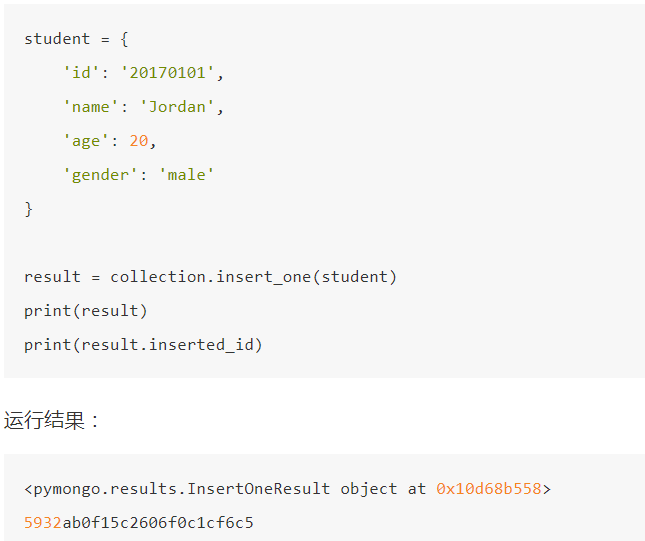 student = {
    'id': '20170101',
    'name': 'Jordan',
    'age': 20,
    'gender': 'male'
}
result = collection.insert_one(student)
print(result)
print(result.inserted_id)
运行结果：
<pymongo.results.InsertOneResult object at 0x10d68b558>
5932ab0f15c2606f0c1cf6c5